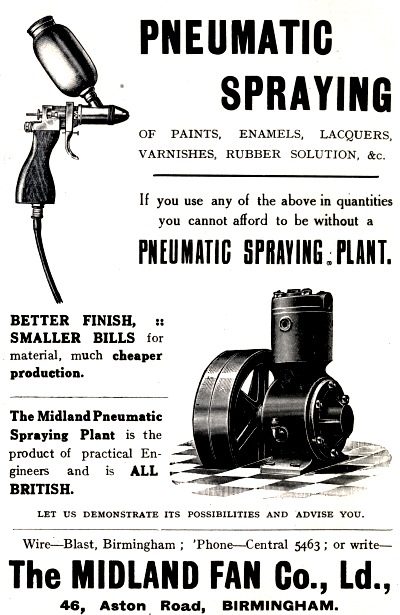 PNEUMATIC
SPRAYING
OF PAINTS, ENAMELS, LACQUERS,
VARNISHES, RUBBER SOLUTION, &c.
If you use any of the above in quantities
you cannot afford to be without a
PNEUMATIC SPRAYING PLANT.
BETTER FINISH, ::
SMALLER BILLS for
material, much cheaper
production.
The Midland Pneumatic
Spraying Plant is the
product of practical En-
gineers and is ALL
BRITISH.
LET US DEMONSTRATE ITS POSSIBILITIES AND ADVISE YOU.
Wire—Blast, Birmingham ; 'Phone—Central 5463 ; or write—
The MIDLAND FAN Co., Ld.,
46, Aston Road, BIRMINGHAM.